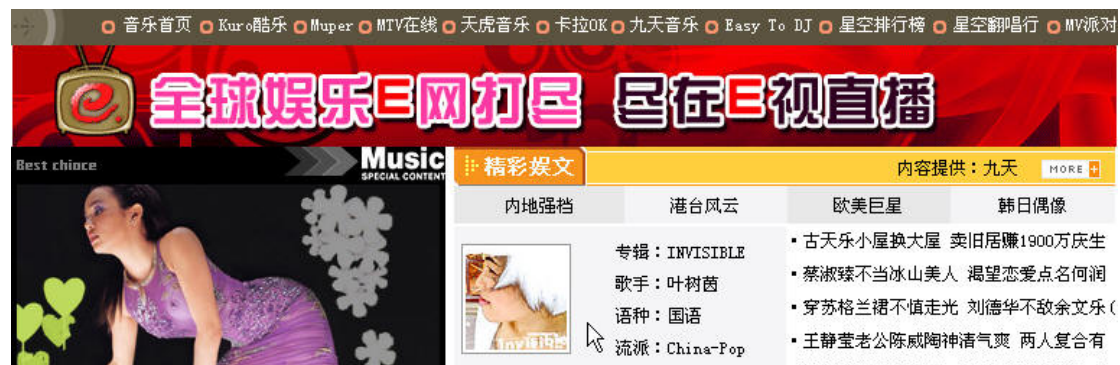 音乐首页 Kuro酷乐 Muper MTV在线 天虎音乐 卡拉OK 九天音乐 Easy To DJ 星空排行榜 星空翻唱行 MV派对
全球娱乐E网打尽 尽在E视直播
Best chioce
Music
SPECIAL CONTENT
精彩娱文
内容提供：九天 MORE
内地强档 港台风云 欧美巨星 韩日偶像
专辑：INVISIBLE
歌手：叶树茵
语种：国语
流派：China-Pop
Invisible
古天乐小屋换大屋 卖旧居赚1900万庆生
蔡淑臻不当冰山美人 渴望恋爱点名何润
穿苏格兰裙不慎走光 刘德华不敌余文乐(
王静莹老公陈威陶神清气爽 两人复合有